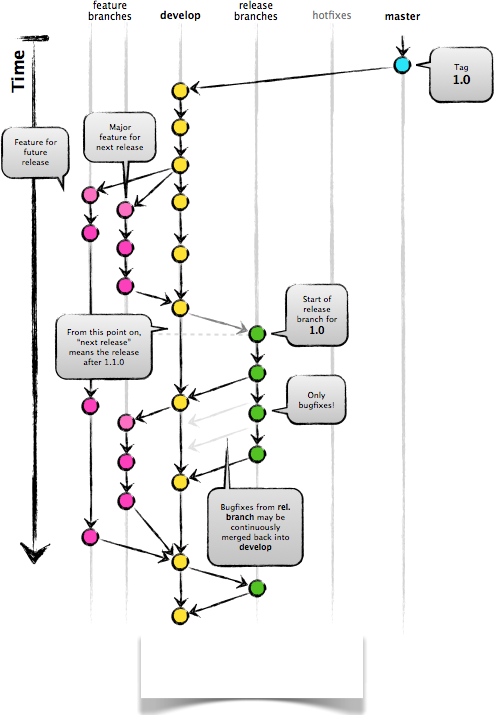 feature
branches
develop
release
branches
hotfixes
master
Time
Tag
1.0
Major
feature for
next release
Feature for
future
release
Start of
release
branch for
1.0
From this point on,
“next release”
means the release
after 1.1.0
Only
bugfixes!
Bugfixes from rel.
branch may be
continuously
merged back into
develop